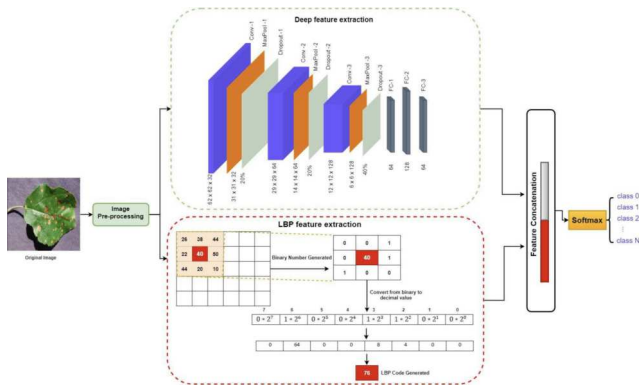 Deep feature extraction
Conv -1
MaxPool -1
Dropout -1
Conv -2
MaxPool -2
Dropout -2
Conv -3
MaxPool -3
Dropout -3
FC-1
FC-2
FC-3
62 x 62 x 32
31 x 31 x 32
20%
29 x 29 x 64
14 x 14 x 64
20%
12 x 12 x 128
6 x 6 x 128
40%
64
128
64
Original Image
Image
Pre-processing
LBP feature extraction
28 38 44
22 40 50
44 20 10
Binary Number Generated
0 0 1
0 40 1
1 0 0
Convert from binary to
decimal value
7 6 5 4 3 2 1 0
0 * 2⁷ 1 * 2⁶ 0 * 2⁵ 0 * 2⁴ 1 * 2³ 1 * 2² 0 * 2¹ 0 * 2⁰
0 64 0 0 8 4 0 0
76 LBP Code Generated
Feature Concatenation
Softmax
class 0
class 1
class 2
⋮
class N